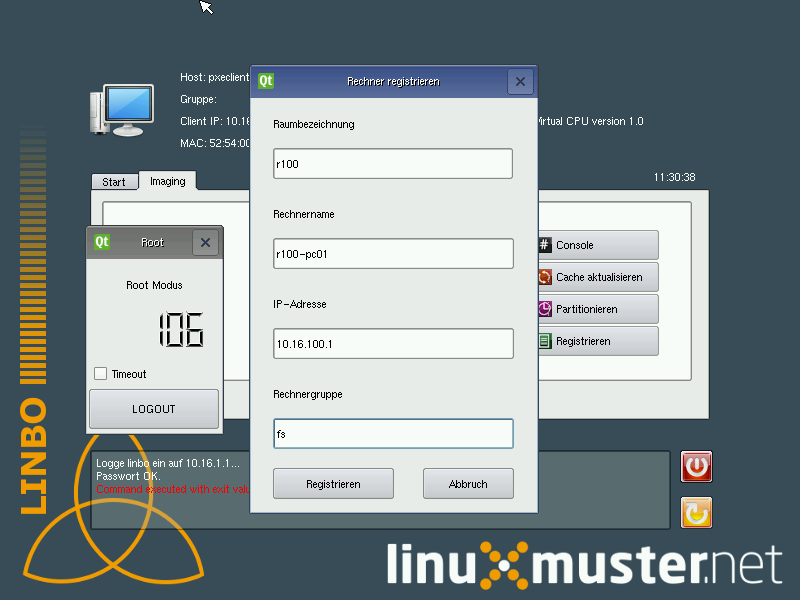 Host: pxeclient
Gruppe:
Client IP: 10.16
Virtual CPU version 1.0
MAC: 52:54:00
Start
Imaging
11:30:38
Qt
Rechner registrieren
Raumbezeichnung
r100
Rechnername
r100-pc01
IP-Adresse
10.16.100.1
Rechnergruppe
fs
Registrieren
Abbruch
Qt
Root
Root Modus
106
Timeout
LOGOUT
Console
Cache aktualisieren
Partitionieren
Registrieren
Logge linbo ein auf 10.16.1.1...
Passwort OK.
Command executed with exit valu
LINBO
linuxmuster.net